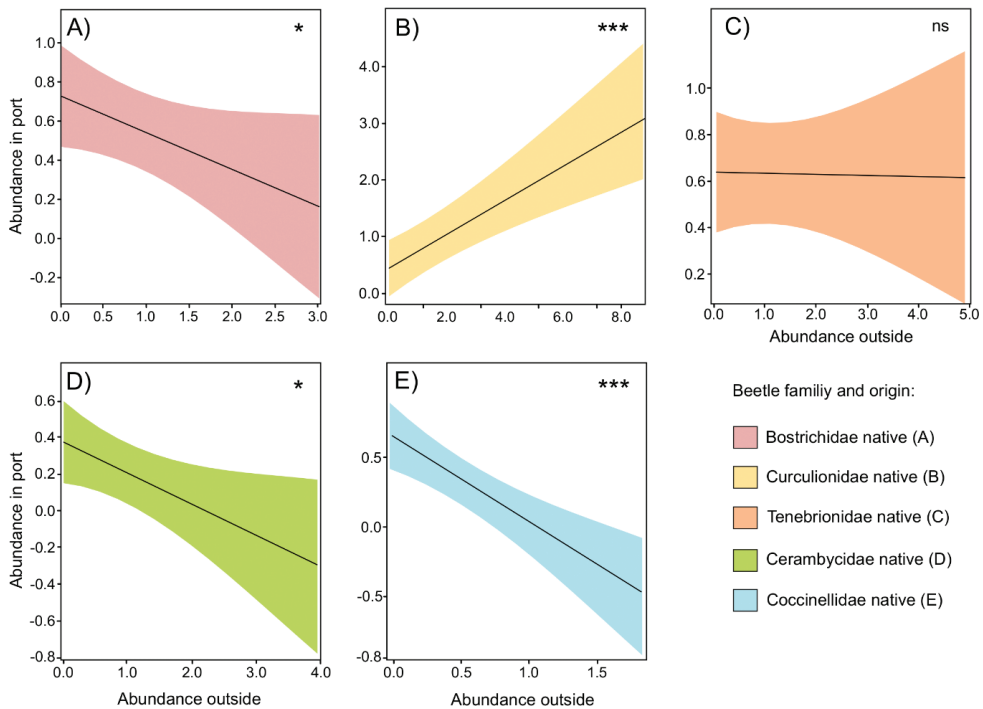 A)
*
1.0
0.8
0.6
0.4
0.2
0.0
-0.2
Abundance in port
0.0 0.5 1.0 1.5 2.0 2.5 3.0
B)
***
4.0
3.0
2.0
1.0
0.0
0.0 2.0 4.0 6.0 8.0
C)
ns
1.0
0.8
0.6
0.4
0.2
0.0 1.0 2.0 3.0 4.0 5.0
Abundance outside
D)
*
0.6
0.4
0.2
0.0
-0.2
-0.4
-0.6
-0.8
Abundance in port
0.0 1.0 2.0 3.0 4.0
Abundance outside
E)
***
0.5
0.0
-0.5
-0.8
0.0 0.5 1.0 1.5
Abundance outside
Beetle familiy and origin:
Bostrichidae native (A)
Curculionidae native (B)
Tenebrionidae native (C)
Cerambycidae native (D)
Coccinellidae native (E)